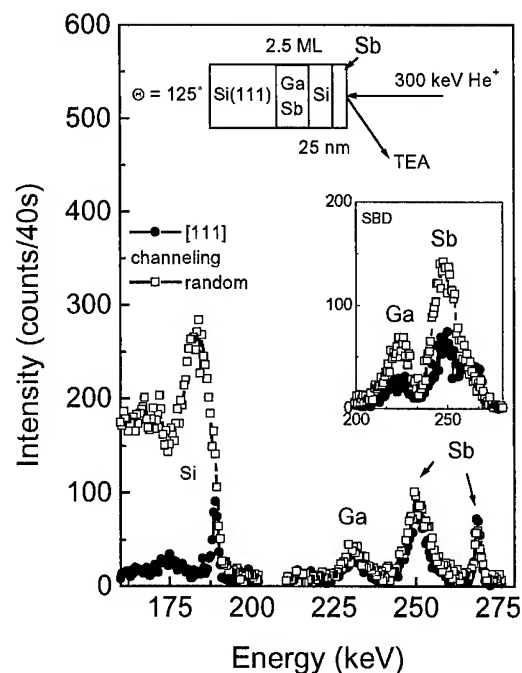 600
500
400
300
200
100
0
Intensity (counts/40s)
2.5 ML
Sb
Θ = 125°
Si(111)
Ga
Sb
Si
300 keV He+
25 nm
TEA
[111]
channeling
random
200
SBD
Sb
Ga
100
0
200
250
Si
Ga
Sb
175
200
225
250
275
Energy (keV)